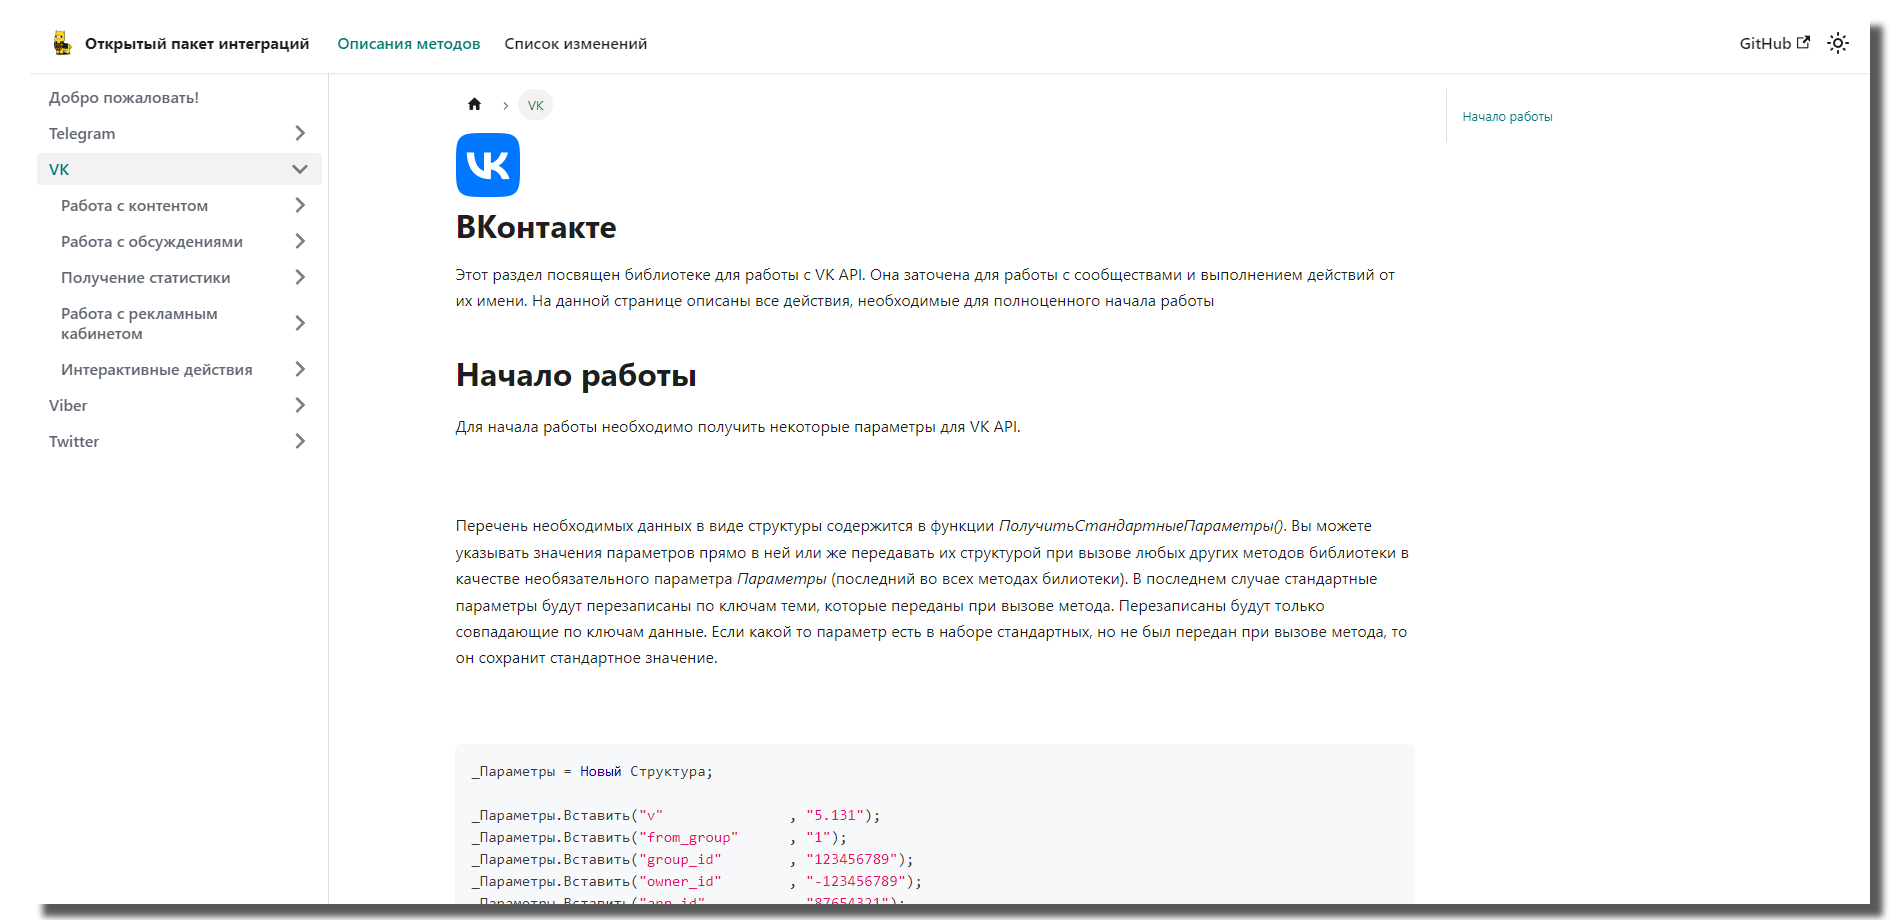 Открытый пакет интеграций
Описания методов
Список изменений
GitHub
Добро пожаловать!
Telegram
VK
Работа с контентом
Работа с обсуждениями
Получение статистики
Работа с рекламным
кабинетом
Интерактивные действия
Viber
Twitter
VK
ВКонтакте
Этот раздел посвящен библиотеке для работы с VK API. Она заточена для работы с сообществами и выполнением действий от
их имени. На данной странице описаны все действия, необходимые для полноценного начала работы
Начало работы
Для начала работы необходимо получить некоторые параметры для VK API.
Перечень необходимых данных в виде структуры содержится в функции ПолучитьСтандартныеПараметры(). Вы можете
указывать значения параметров прямо в ней или же передавать их структурой при вызове любых других методов библиотеки в
качестве необязательного параметра Параметры (последний во всех методах билиотеки). В последнем случае стандартные
параметры будут перезаписаны по ключам теми, которые переданы при вызове метода. Перезаписаны будут только
совпадающие по ключам данные. Если какой то параметр есть в наборе стандартных, но не был передан при вызове метода, то
он сохранит стандартное значение.
_Параметры = Новый Структура;
_Параметры.Вставить("v" , "5.131");
_Параметры.Вставить("from_group" , "1");
_Параметры.Вставить("group_id" , "123456789");
_Параметры.Вставить("owner_id" , "-123456789");
_Параметры.Вставить("app_id" , "87654321");
Начало работы